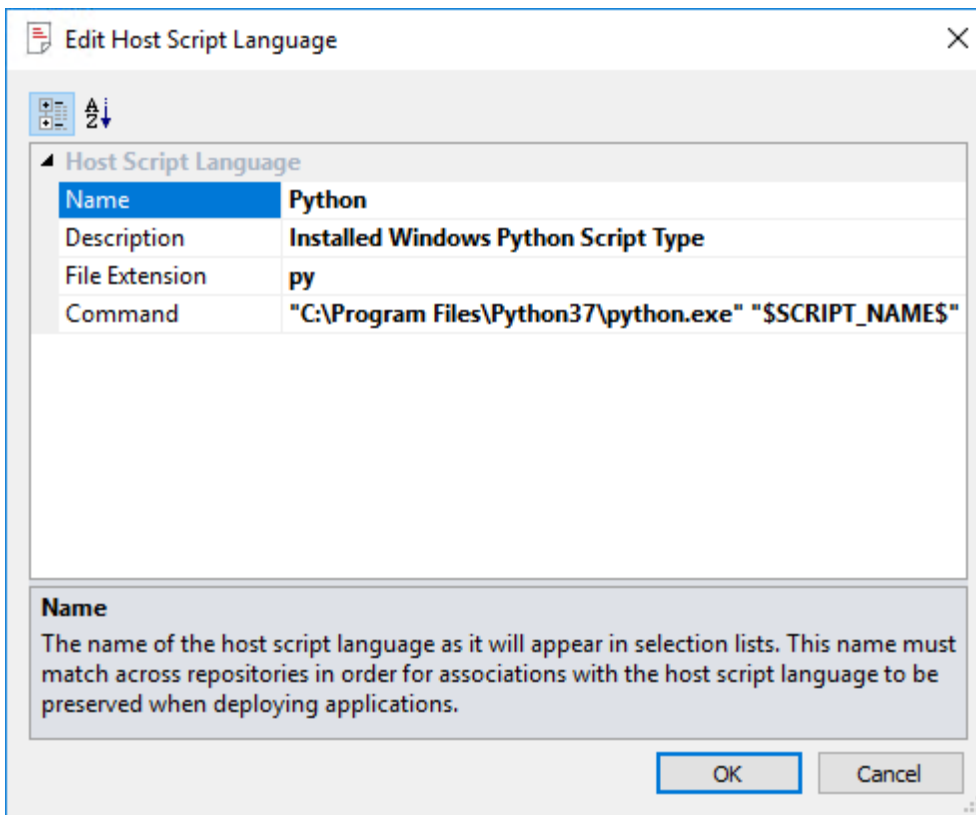 Edit Host Script Language
Host Script Language
Name Python
Description Installed Windows Python Script Type
File Extension py
Command "C:\Program Files\Python37\python.exe" "$SCRIPT_NAME$"
Name
The name of the host script language as it will appear in selection lists. This name must
match across repositories in order for associations with the host script language to be
preserved when deploying applications.
OK Cancel